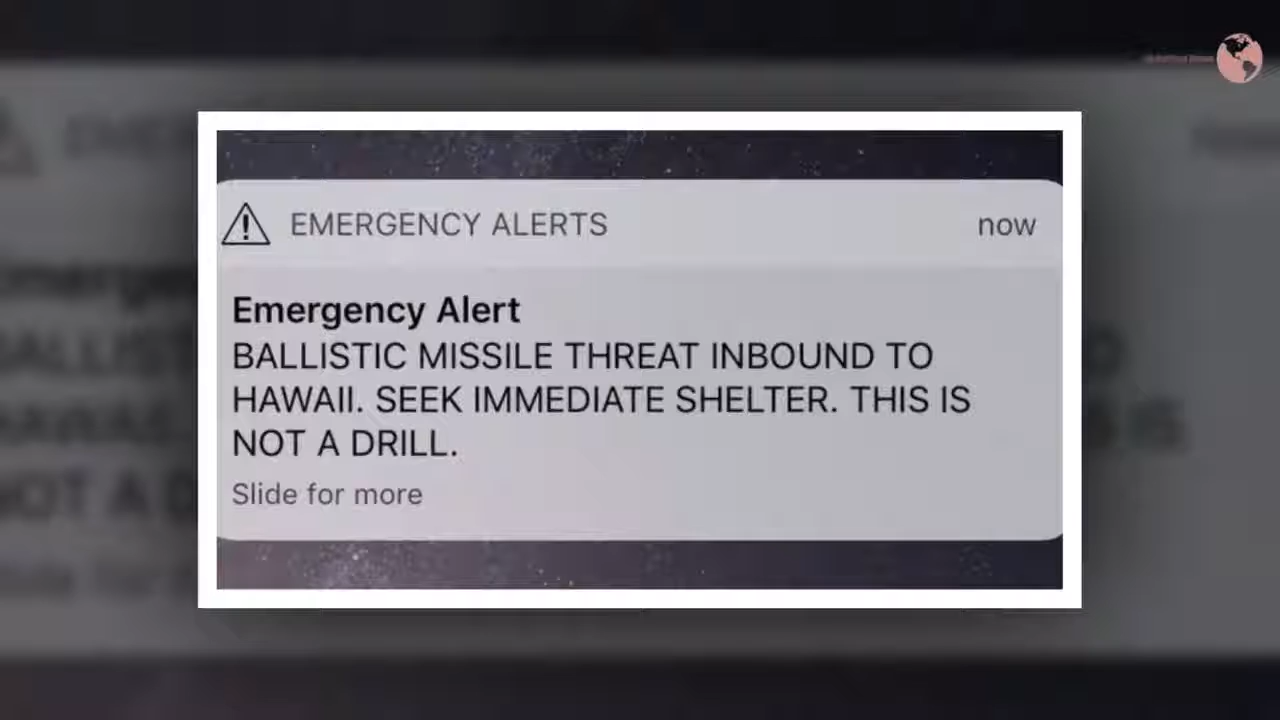 EMERGENCY ALERTS
now
Emergency Alert
BALLISTIC MISSILE THREAT INBOUND TO
HAWAII. SEEK IMMEDIATE SHELTER. THIS IS
NOT A DRILL.
Slide for more